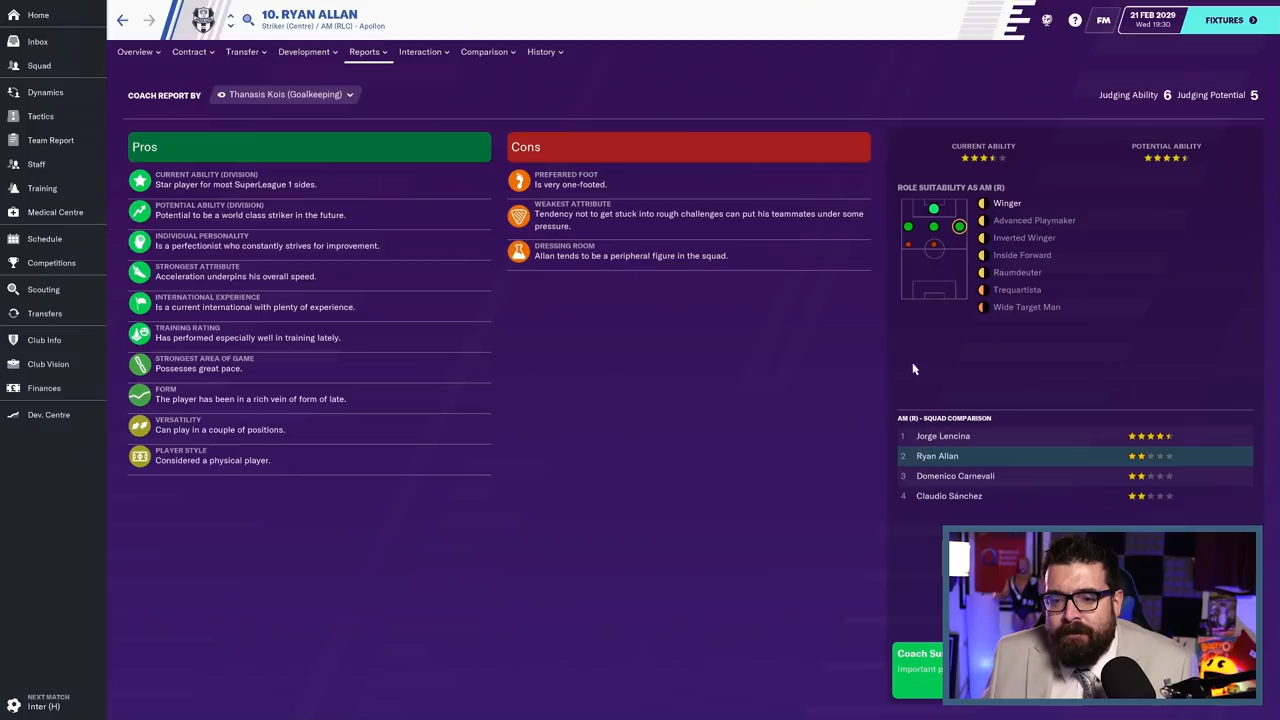 Home
Inbox
Squad
Dynamics
Tactics
Team Report
Staff
Training
Medical Centre
Schedule
Competitions
Scouting
Transfers
Club Info
Club Vision
Finances
Dev. Centre
NEXT MATCH
Inter (H)
10. RYAN ALLAN
Striker (Centre) / AM (RLC) - Apollon
FM
21 FEB 2029
Wed 19:30
FIXTURES
Overview
Contract
Transfer
Development
Reports
Interaction
Comparison
History
COACH REPORT BY
Thanasis Kois (Goalkeeping)
Judging Ability 6 Judging Potential 5
Pros
CURRENT ABILITY (DIVISION)
Star player for most SuperLeague 1 sides.
POTENTIAL ABILITY (DIVISION)
Potential to be a world class striker in the future.
INDIVIDUAL PERSONALITY
Is a perfectionist who constantly strives for improvement.
STRONGEST ATTRIBUTE
Acceleration underpins his overall speed.
INTERNATIONAL EXPERIENCE
Is a current international with plenty of experience.
TRAINING RATING
Has performed especially well in training lately.
STRONGEST AREA OF GAME
Possesses great pace.
FORM
The player has been in a rich vein of form of late.
VERSATILITY
Can play in a couple of positions.
PLAYER STYLE
Considered a physical player.
Cons
PREFERRED FOOT
Is very one-footed.
WEAKEST ATTRIBUTE
Tendency not to get stuck into rough challenges can put his teammates under some
pressure.
DRESSING ROOM
Allan tends to be a peripheral figure in the squad.
CURRENT ABILITY
POTENTIAL ABILITY
ROLE SUITABILITY AS AM (R)
Winger
Advanced Playmaker
Inverted Winger
Inside Forward
Raumdeuter
Trequartista
Wide Target Man
AM (R) - SQUAD COMPARISON
1 Jorge Lencina
2 Ryan Allan
3 Domenico Carnevali
4 Claudio Sánchez
Coach Su
Important p